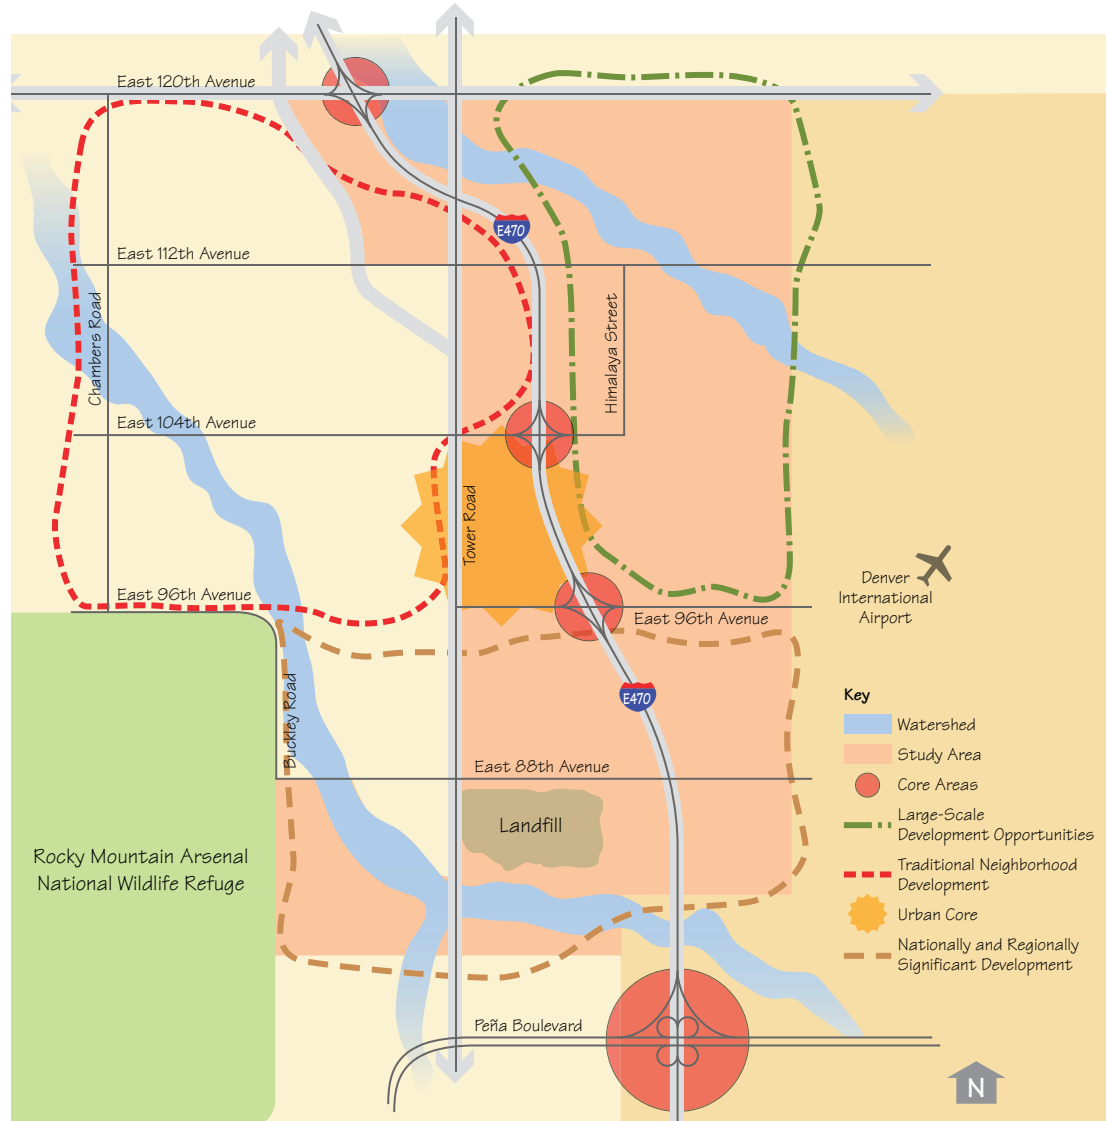 East 120th Avenue
E470
East 112th Avenue
Chambers Road
Himalaya Street
East 104th Avenue
Tower Road
Denver
International
Airport
East 96th Avenue
East 96th Avenue
Buckley Road
E470
East 88th Avenue
Landfill
Rocky Mountain Arsenal
National Wildlife Refuge
Peña Boulevard
Key
Watershed
Study Area
Core Areas
Large-Scale
Development Opportunities
Traditional Neighborhood
Development
Urban Core
Nationally and Regionally
Significant Development
N